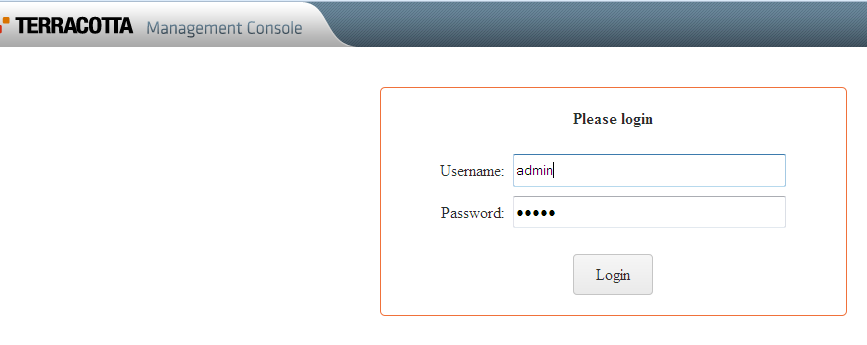 TERRACOTTA Management Console
Please login
Username: admin
Password: •••••
Login